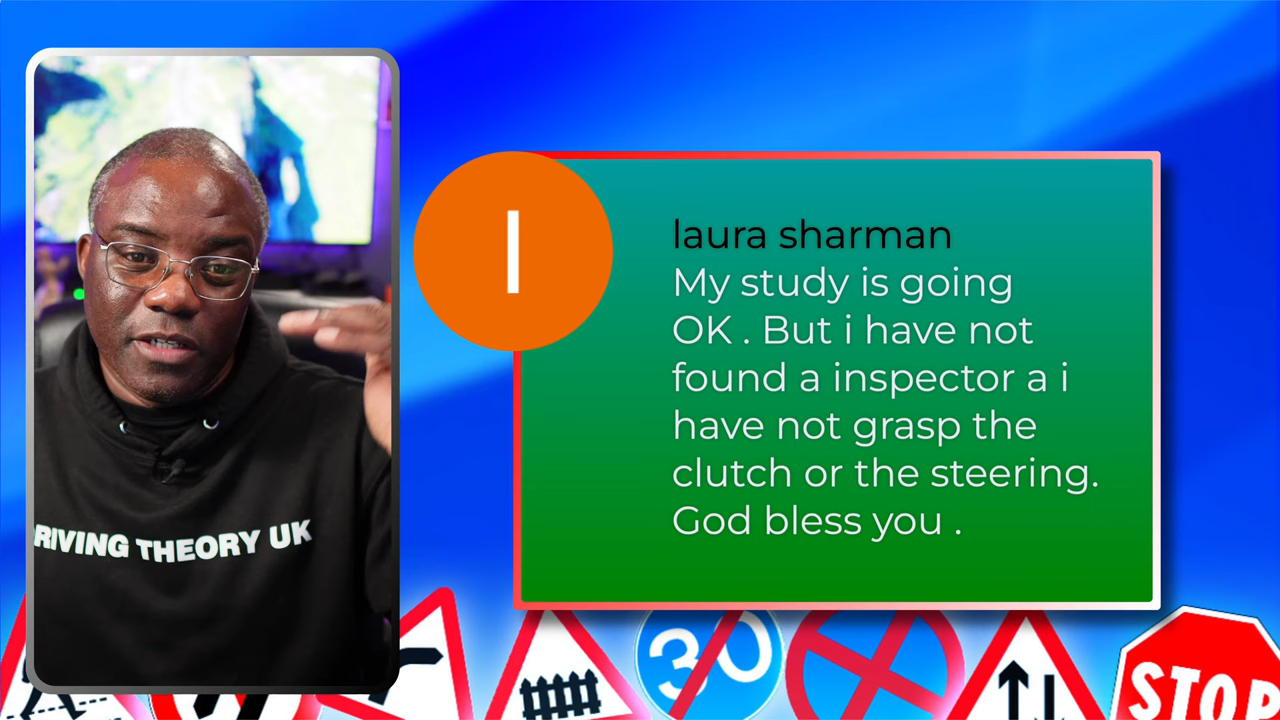 RIVING THEORY UK
l
laura sharman
My study is going
OK . But i have not
found a inspector a i
have not grasp the
clutch or the steering.
God bless you .
30
STOP